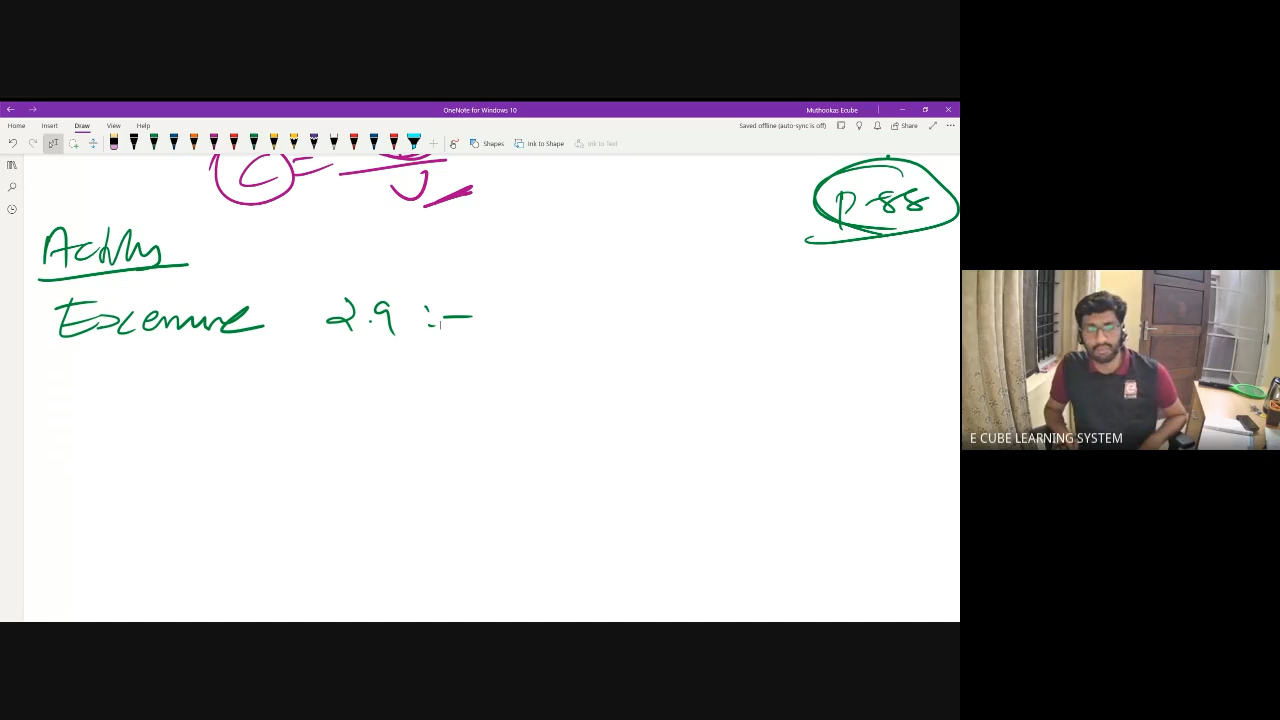 OneNote for Windows 10
Muthookas Ecube
Home Insert Draw View Help
Saved offline (auto-sync is off)
Share
Shapes
Ink to Shape
Ink to Text
C =
P-88
Activity
Excercise 2.9 :-
E CUBE LEARNING SYSTEM